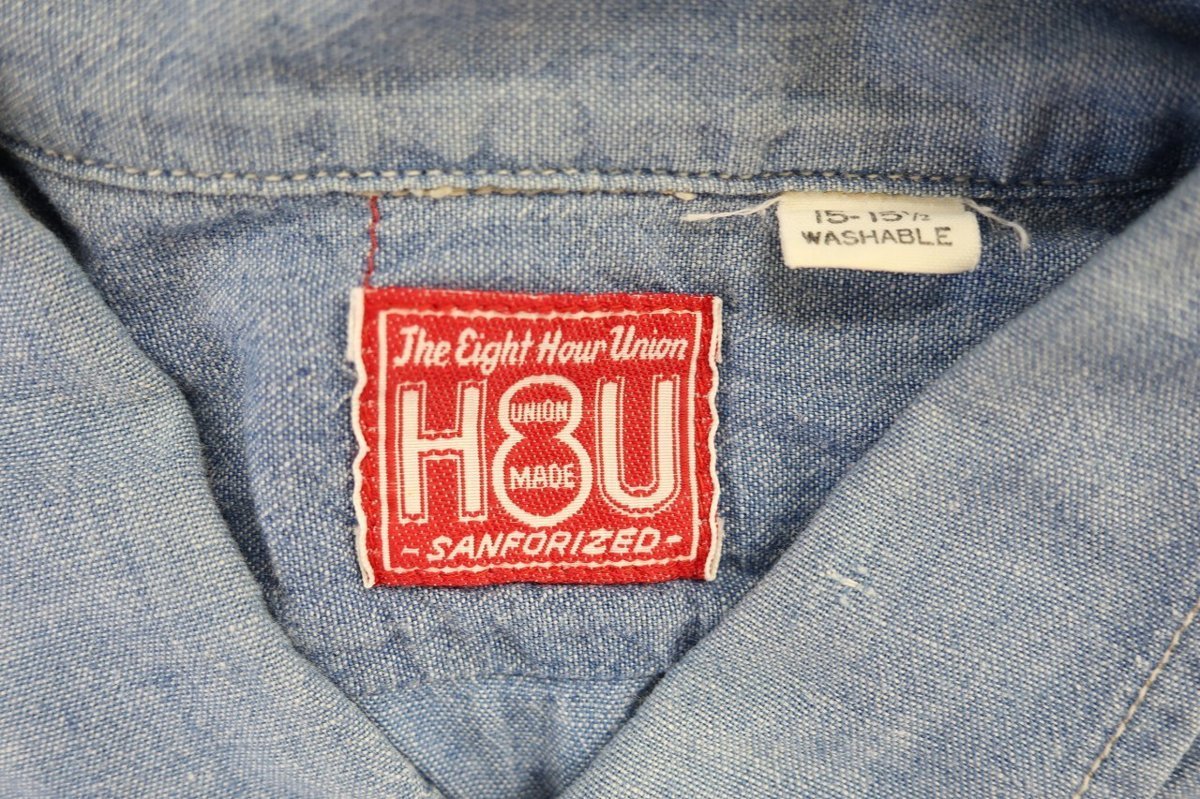 15-15½
WASHABLE
The Eight Hour Union
H8U
UNION
MADE
- SANFORIZED -